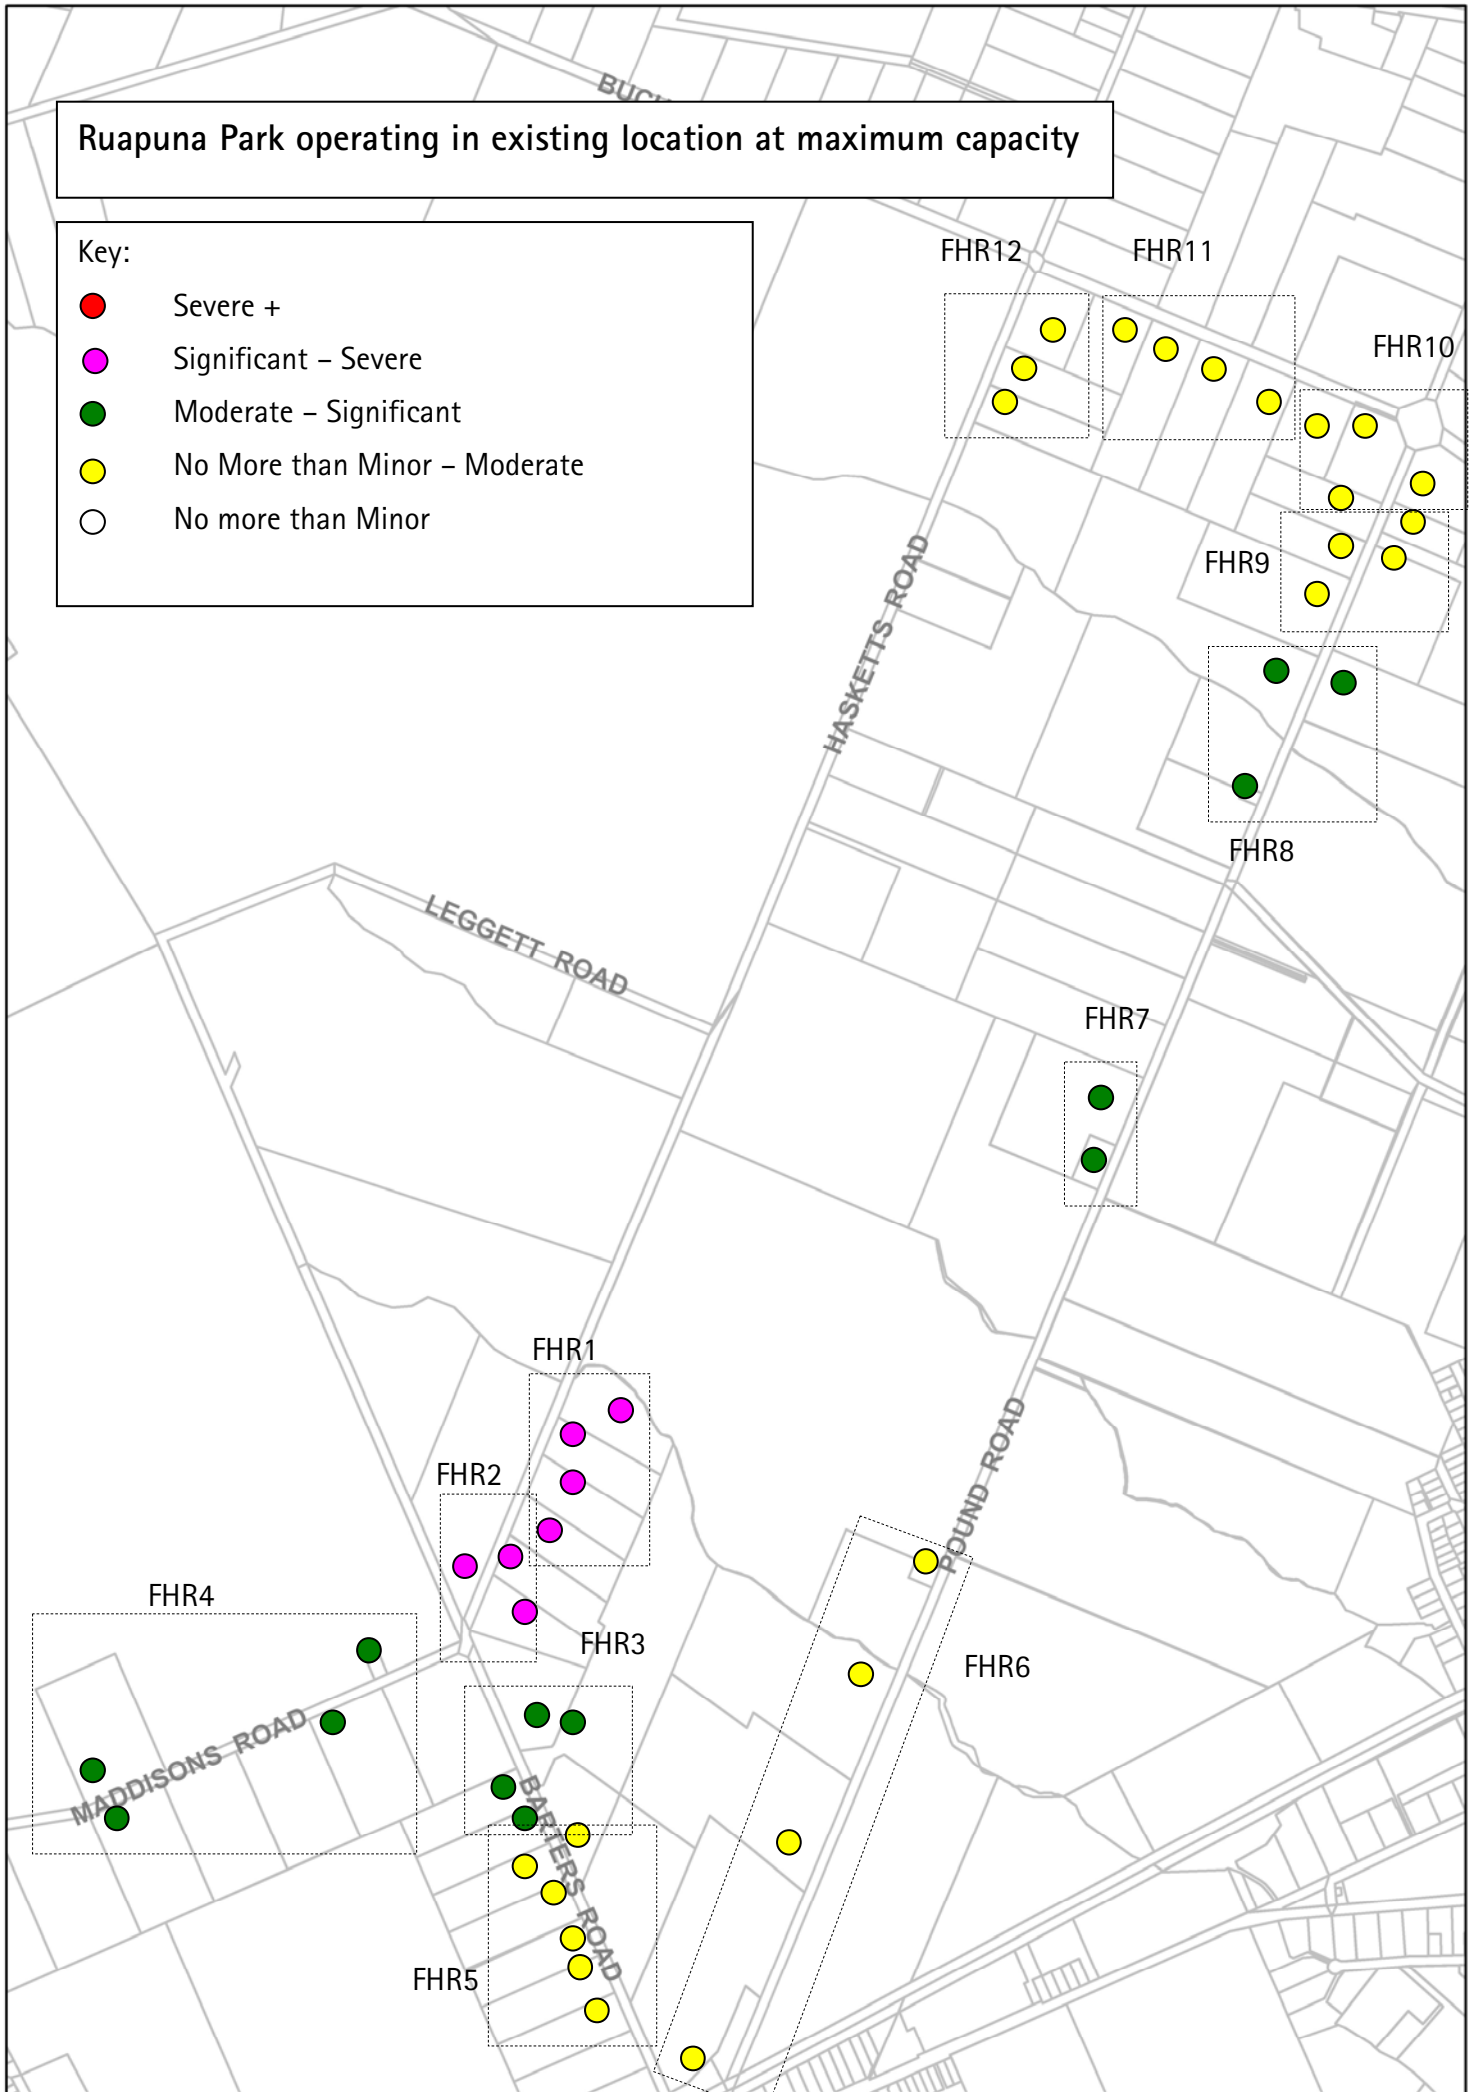 BUCK
Ruapuna Park operating in existing location at maximum capacity
Key:
Severe +
Significant – Severe
Moderate – Significant
No More than Minor – Moderate
No more than Minor
FHR12
FHR11
FHR10
FHR9
HASKETTS ROAD
FHR8
LEGGETT ROAD
FHR7
FHR1
POUND ROAD
FHR2
FHR4
FHR3
FHR6
MADDISONS ROAD
BARTERS ROAD
FHR5